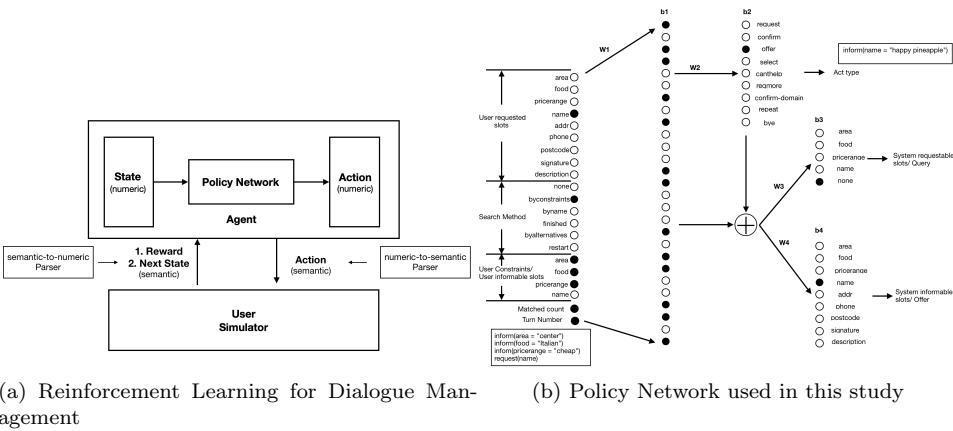 State
(numeric)
Policy Network
Action
(numeric)
Agent
semantic-to-numeric
Parser
1. Reward
2. Next State
(semantic)
Action
(semantic)
numeric-to-semantic
Parser
User
Simulator
(a) Reinforcement Learning for Dialogue Man-
agement
b1
b2
W1
W2
request
confirm
offer
select
canthelp
reqmore
confirm-domain
repeat
bye
inform(name = "happy pineapple")
Act type
User requested
slots
area
food
pricerange
name
addr
phone
postcode
signature
description
Search Method
none
byconstraints
byname
finished
byalternatives
restart
User Constraints/
User informable slots
area
food
pricerange
name
Matched count
Turn Number
inform(area = "center")
inform(food = "Italian")
infom(pricerange = "cheap")
request(name)
b3
area
food
pricerange
name
none
System requestable
slots/ Query
W3
W4
b4
area
food
pricerange
name
addr
phone
postcode
signature
description
System informable
slots/ Offer
(b) Policy Network used in this study